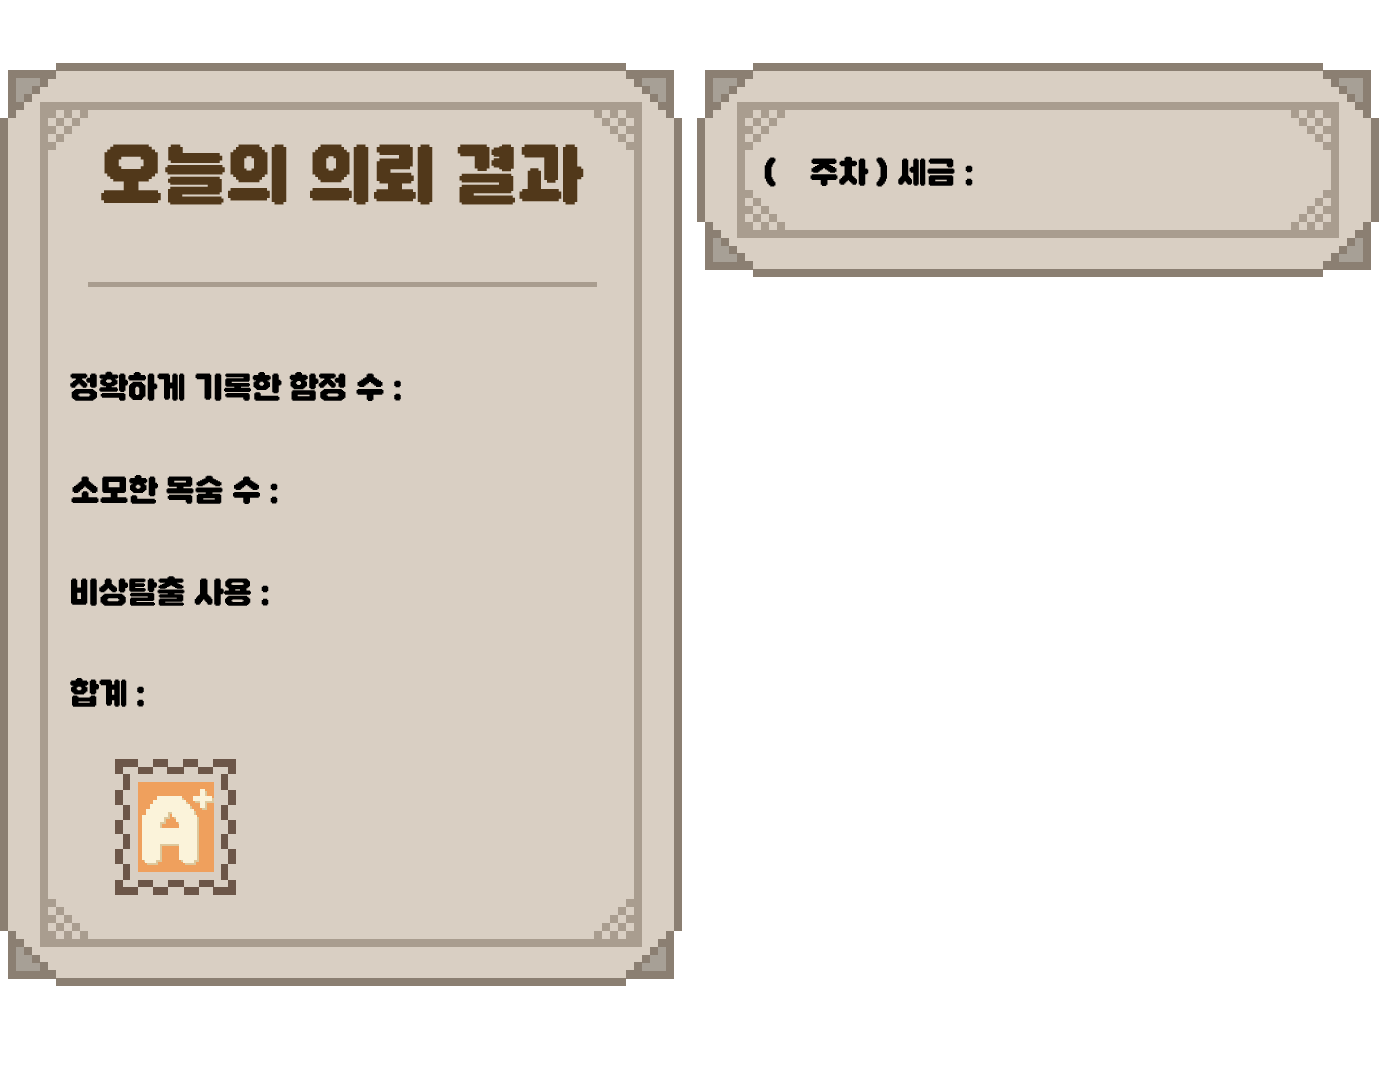 오늘의 의뢰 결과
정확하게 기록한 함정 수 :
소모한 목숨 수 :
비상탈출 사용 :
합계 :
A+
( 주차 ) 세금 :